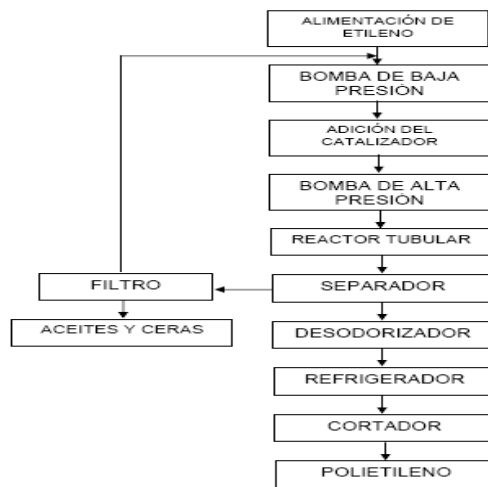 ALIMENTACIÓN DE
ETILENO
BOMBA DE BAJA
PRESIÓN
ADICIÓN DEL
CATALIZADOR
BOMBA DE ALTA
PRESIÓN
REACTOR TUBULAR
FILTRO
SEPARADOR
ACEITES Y CERAS
DESODORIZADOR
REFRIGERADOR
CORTADOR
POLIETILENO